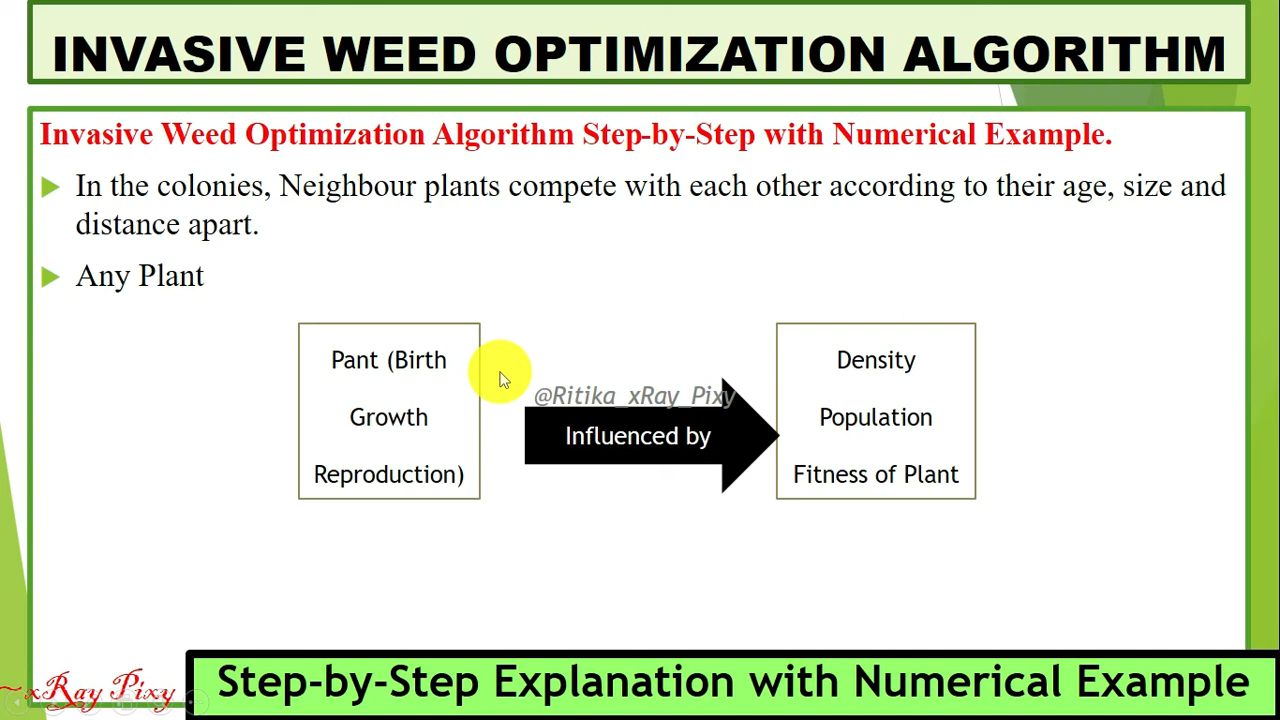 INVASIVE WEED OPTIMIZATION ALGORITHM
Invasive Weed Optimization Algorithm Step-by-Step with Numerical Example.
In the colonies, Neighbour plants compete with each other according to their age, size and
distance apart.
Any Plant
Pant (Birth
Growth
Reproduction)
@Ritika_xRay_Pixy
Influenced by
Density
Population
Fitness of Plant
~xRay Pixy
Step-by-Step Explanation with Numerical Example